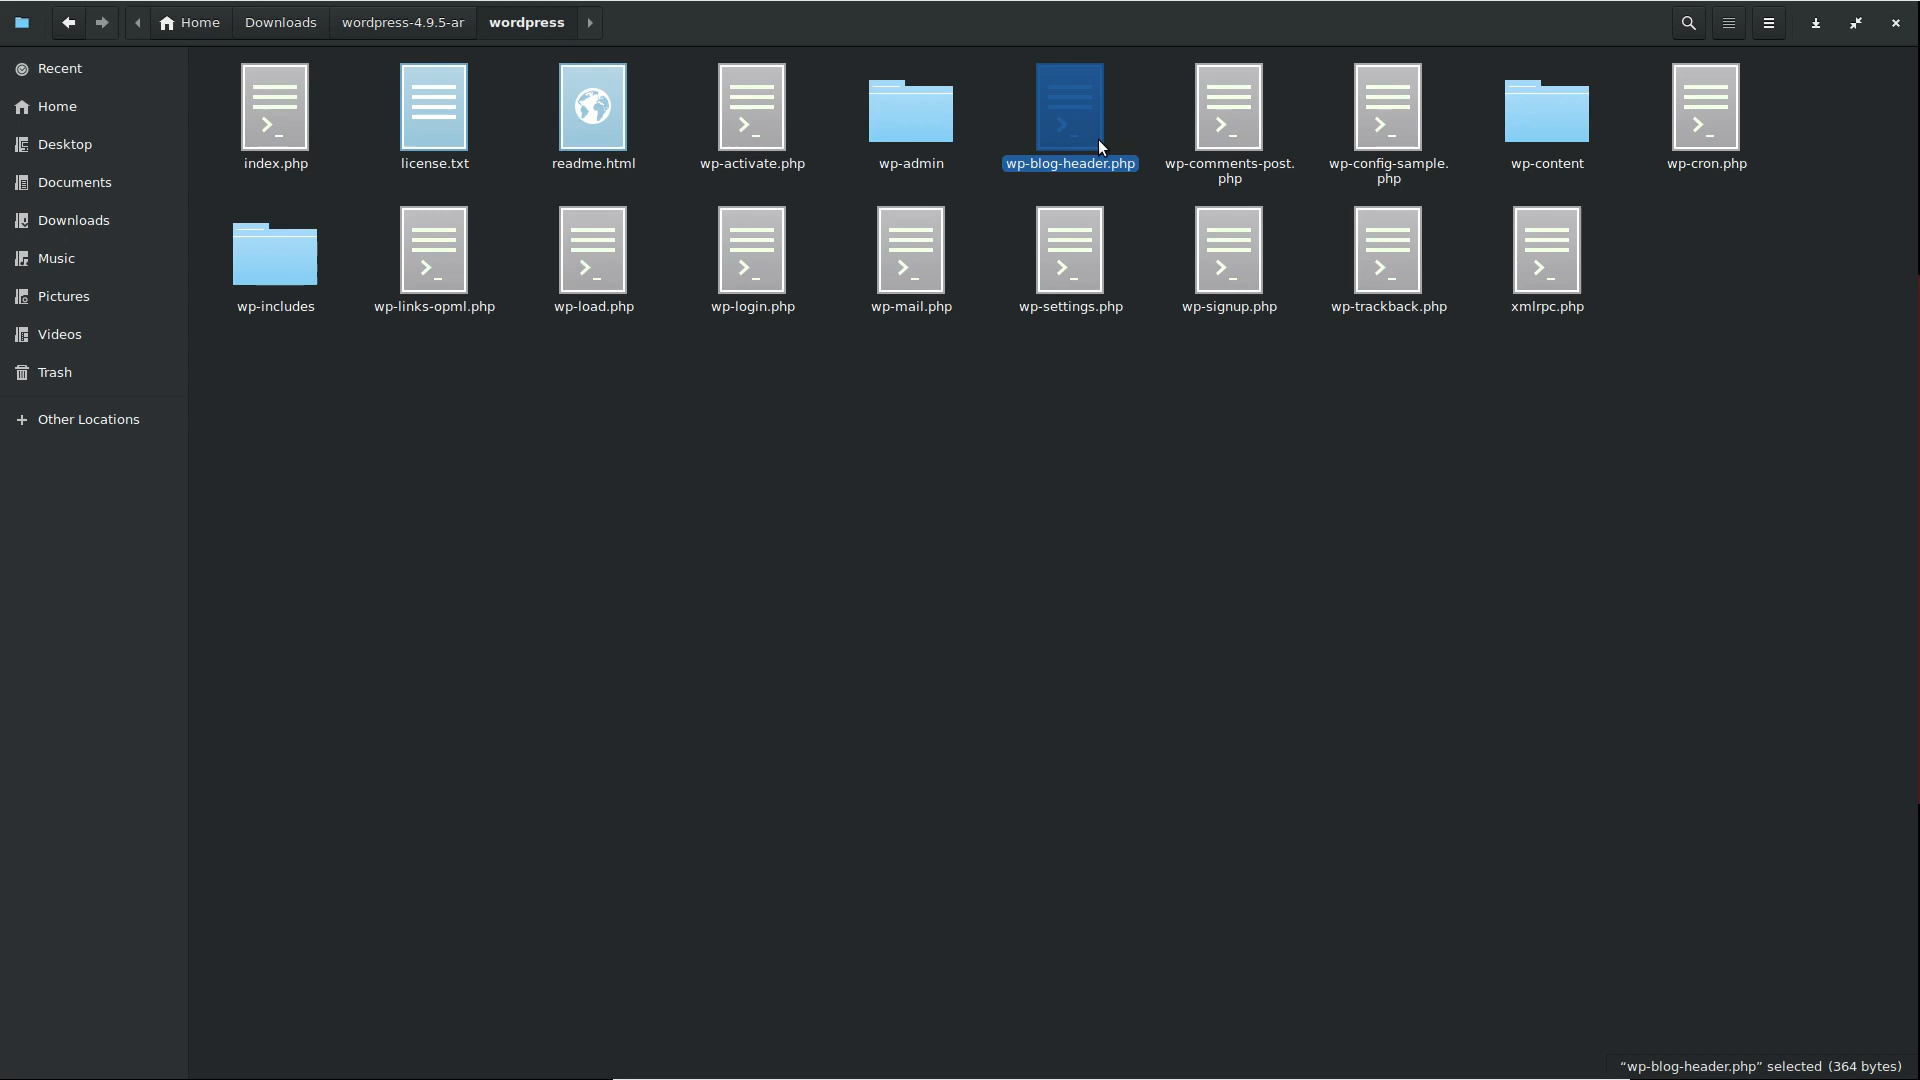 Home Downloads wordpress-4.9.5-ar wordpress
Recent
Home
Desktop
Documents
Downloads
Music
Pictures
Videos
Trash
Other Locations
index.php
license.txt
readme.html
wp-activate.php
wp-admin
wp-blog-header.php
wp-comments-post.
php
wp-config-sample.
php
wp-content
wp-cron.php
wp-includes
wp-links-opml.php
wp-load.php
wp-login.php
wp-mail.php
wp-settings.php
wp-signup.php
wp-trackback.php
xmlrpc.php
“wp-blog-header.php” selected (364 bytes)